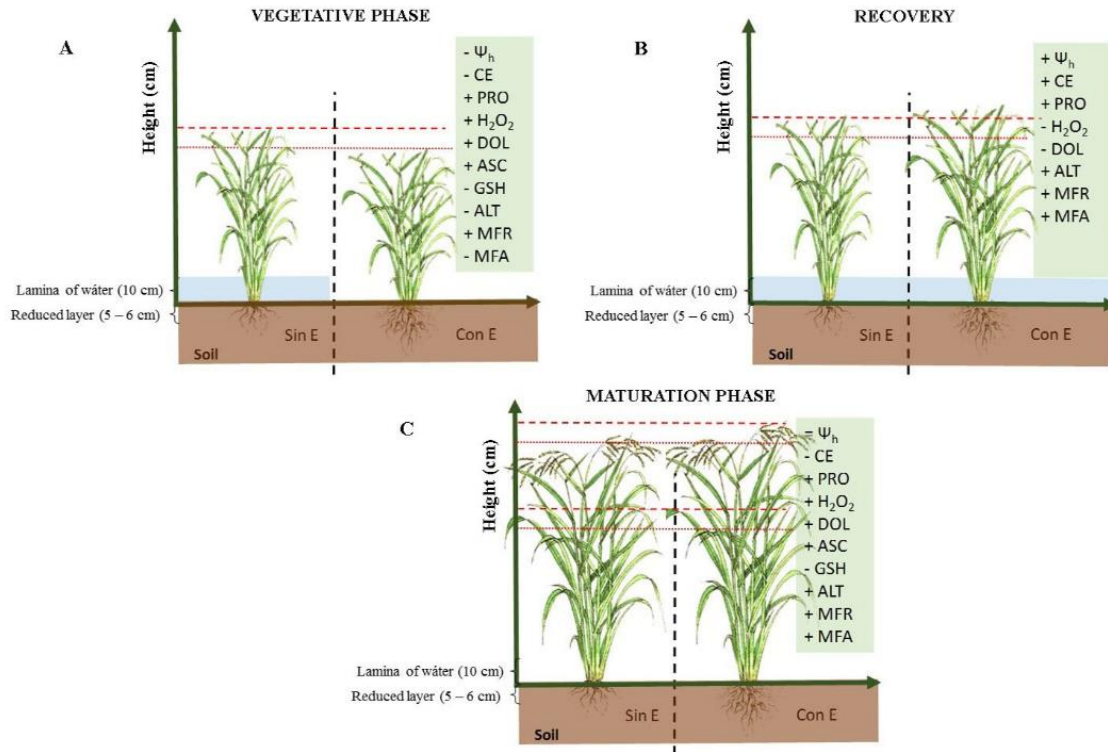 VEGETATIVE PHASE
A
Height (cm)
- Ψh
- CE
+ PRO
+ H₂O₂
+ DOL
+ ASC
- GSH
- ALT
+ MFR
- MFA
Lamina of wáter (10 cm)
Reduced layer (5 – 6 cm)
Sin E
Con E
Soil
RECOVERY
B
Height (cm)
+ Ψh
+ CE
+ PRO
- H₂O₂
- DOL
+ ALT
+ MFR
+ MFA
Lamina of wáter (10 cm)
Reduced layer (5 – 6 cm)
Sin E
Con E
Soil
MATURATION PHASE
C
Height (cm)
- Ψh
- CE
+ PRO
+ H₂O₂
+ DOL
+ ASC
- GSH
+ ALT
+ MFR
+ MFA
Lamina of wáter (10 cm)
Reduced layer (5 – 6 cm)
Sin E
Con E
Soil